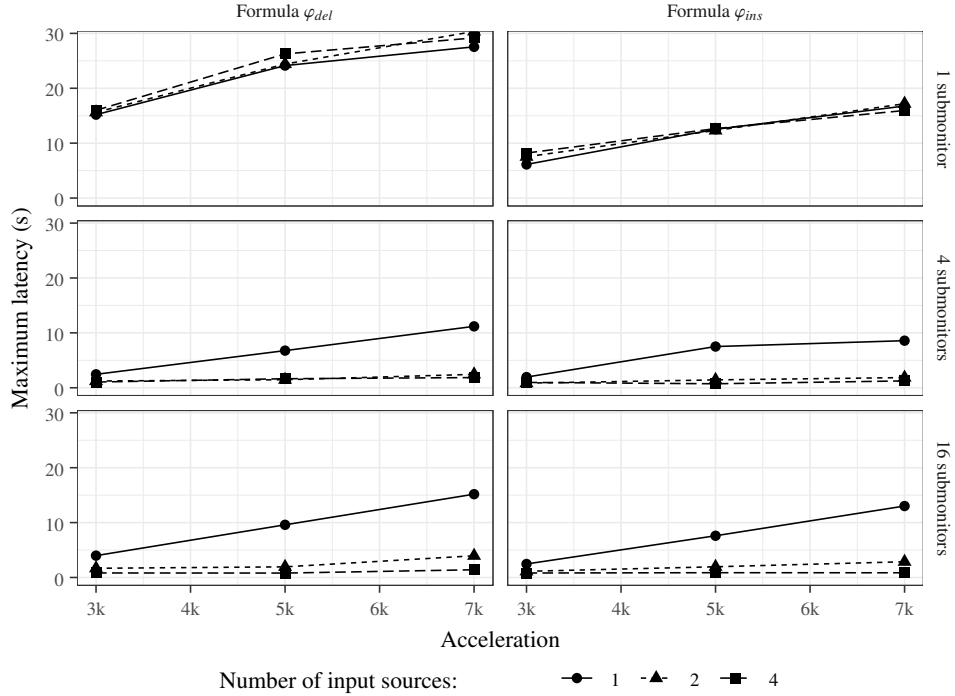 Formula φdel
Formula φins
30
20
10
0
1 submonitor
30
20
10
0
4 submonitors
30
20
10
0
16 submonitors
Maximum latency (s)
3k 4k 5k 6k 7k
3k 4k 5k 6k 7k
Acceleration
Number of input sources: 1 2 4